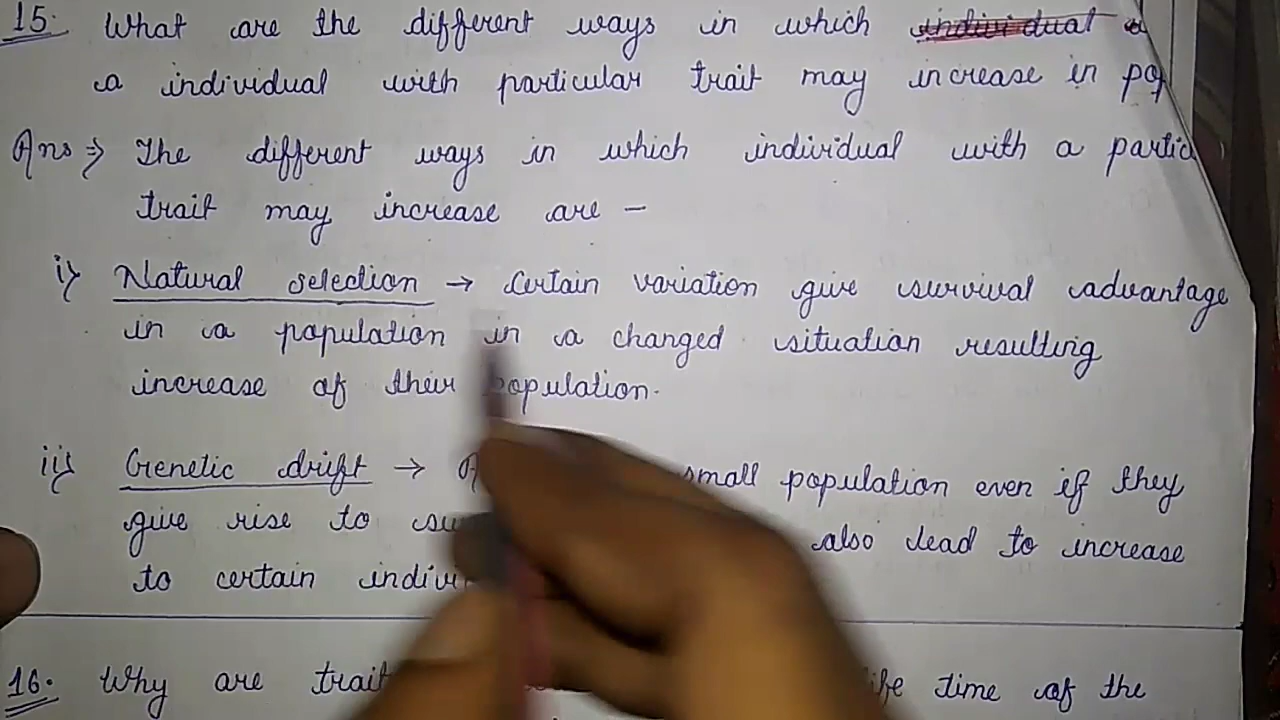 15. What are the different ways in which individual a
a individual with particular trait may increase in pop
Ans ⇒ The different ways in which individual with a partic
trait may increase are –
i) Natural selection → Certain variation give survival advantage
in a population in a changed situation resulting
increase of their population.
ii) Genetic drift → small population even if they
give rise to also lead to increase
to certain
16. Why are life time of the